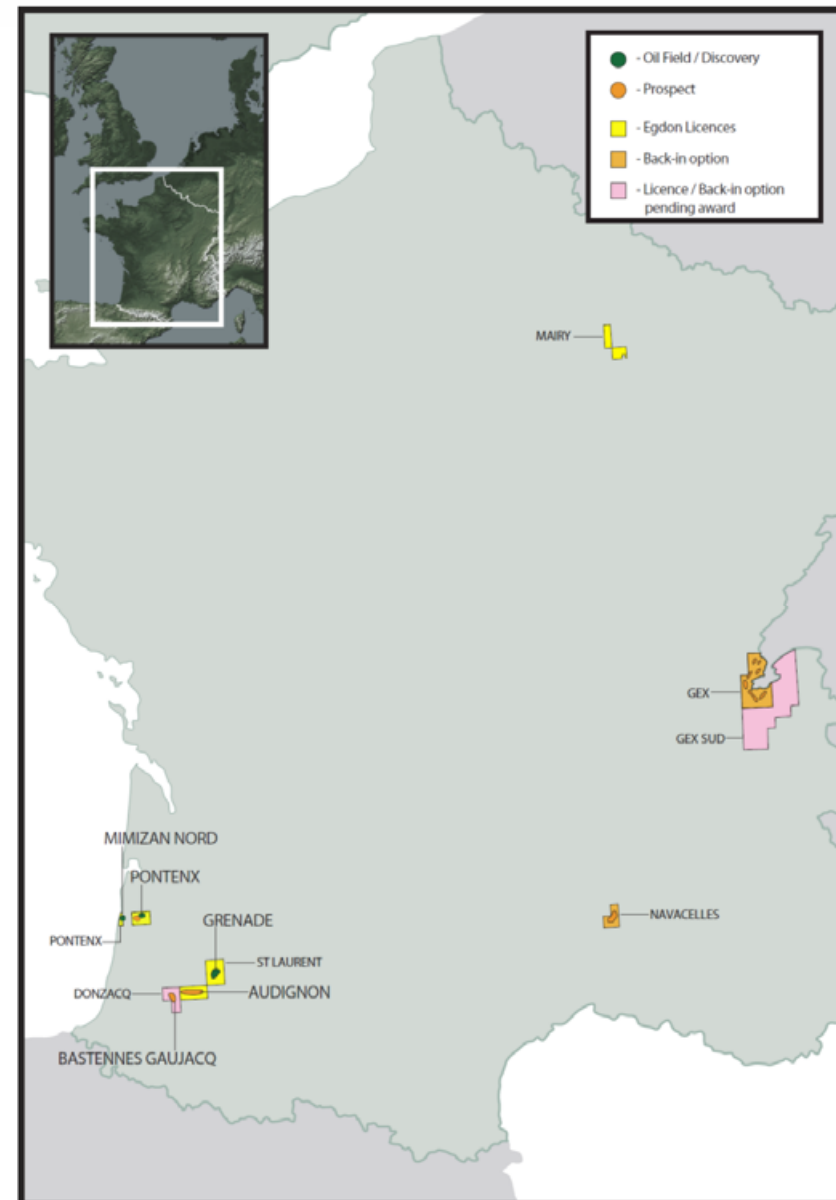 - Oil Field / Discovery
- Prospect
- Egdon Licences
- Back-in option
- Licence / Back-in option
pending award
MAIRY
GEX
GEX SUD
MIMIZAN NORD
PONTENX
GRENADE
NAVACELLES
PONTENX
ST LAURENT
DONZACQ
AUDIGNON
BASTENNES GAUJACQ